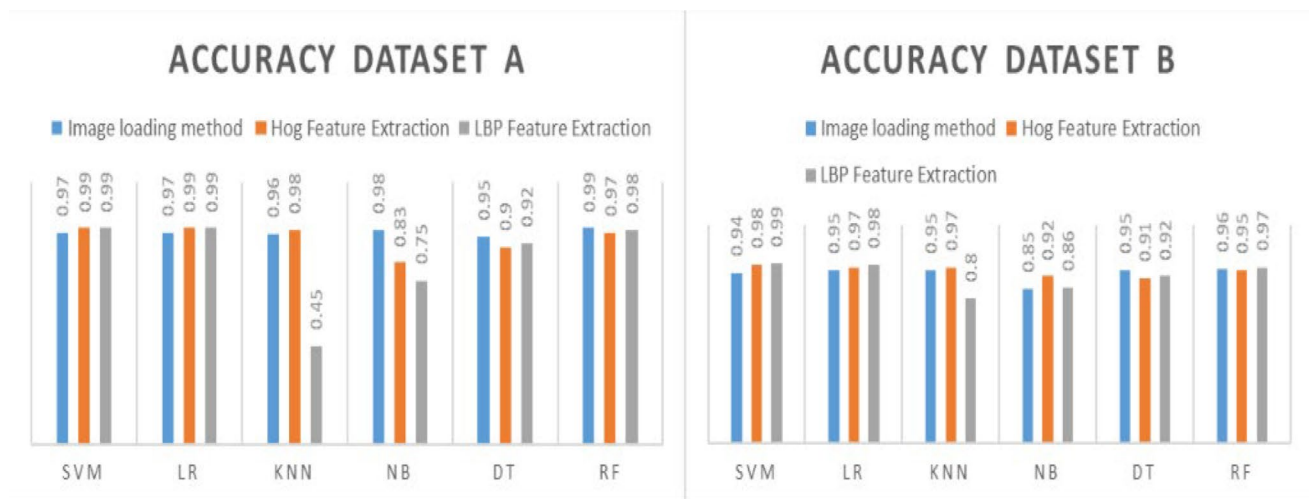 ACCURACY DATASET A
Image loading method Hog Feature Extraction LBP Feature Extraction
0.97 0.99 0.99 0.97 0.99 0.99 0.96 0.98 0.45 0.98 0.83 0.75 0.95 0.9 0.92 0.99 0.97 0.98
SVM LR KNN NB DT RF
ACCURACY DATASET B
Image loading method Hog Feature Extraction
LBP Feature Extraction
0.94 0.98 0.99 0.95 0.97 0.98 0.95 0.97 0.8 0.85 0.92 0.86 0.95 0.91 0.92 0.96 0.95 0.97
SVM LR KNN NB DT RF